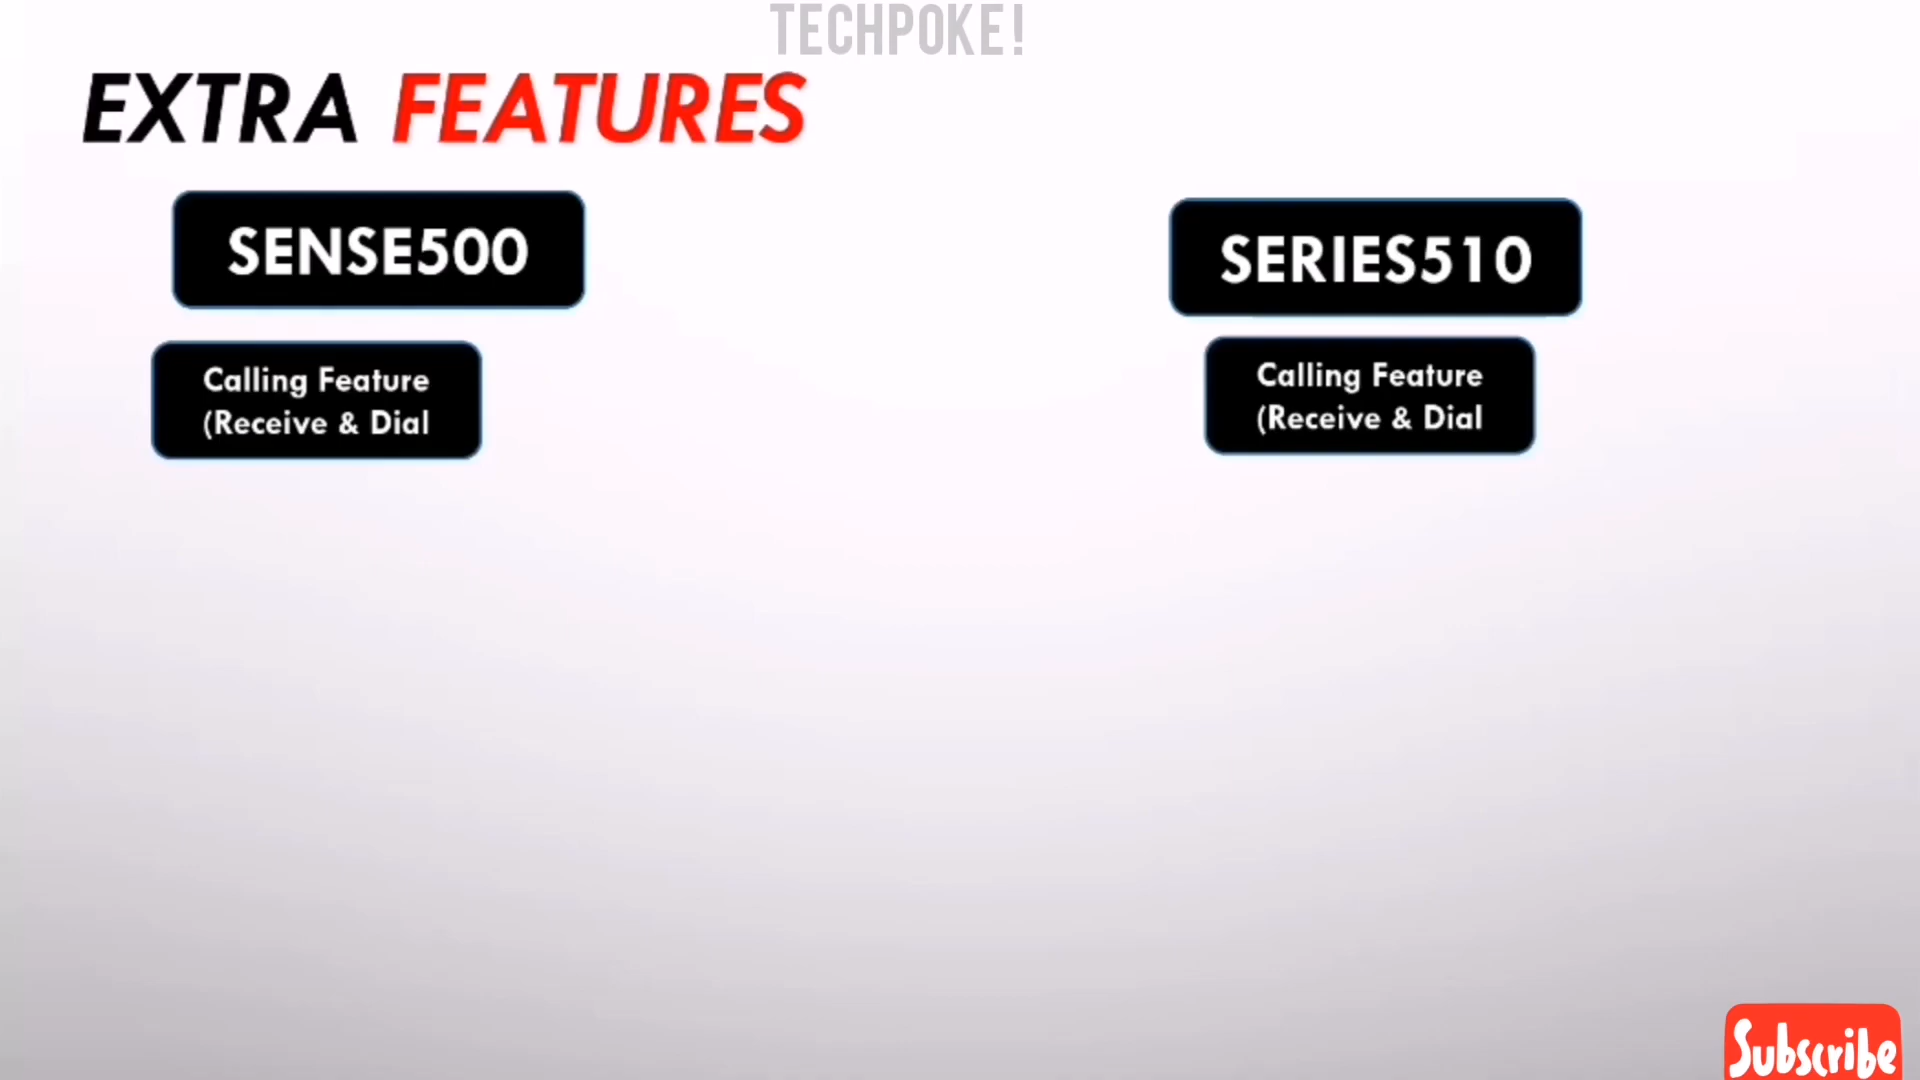 TECHPOKE!
EXTRA FEATURES
SENSE500
SERIES510
Calling Feature
(Receive & Dial
Calling Feature
(Receive & Dial
Subscribe